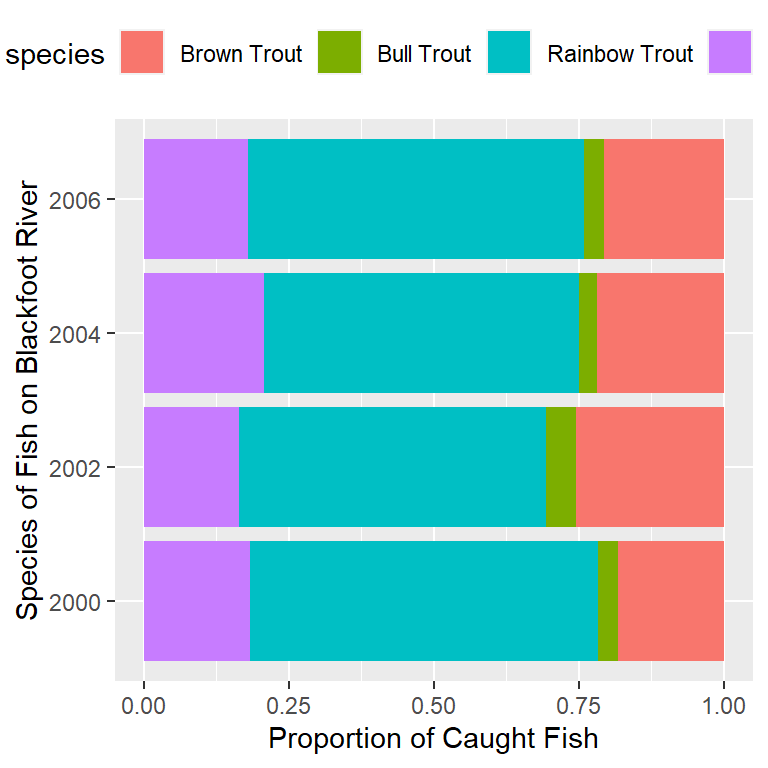 species Brown Trout Bull Trout Rainbow Trout
Species of Fish on Blackfoot River
2006
2004
2002
2000
0.00 0.25 0.50 0.75 1.00
Proportion of Caught Fish